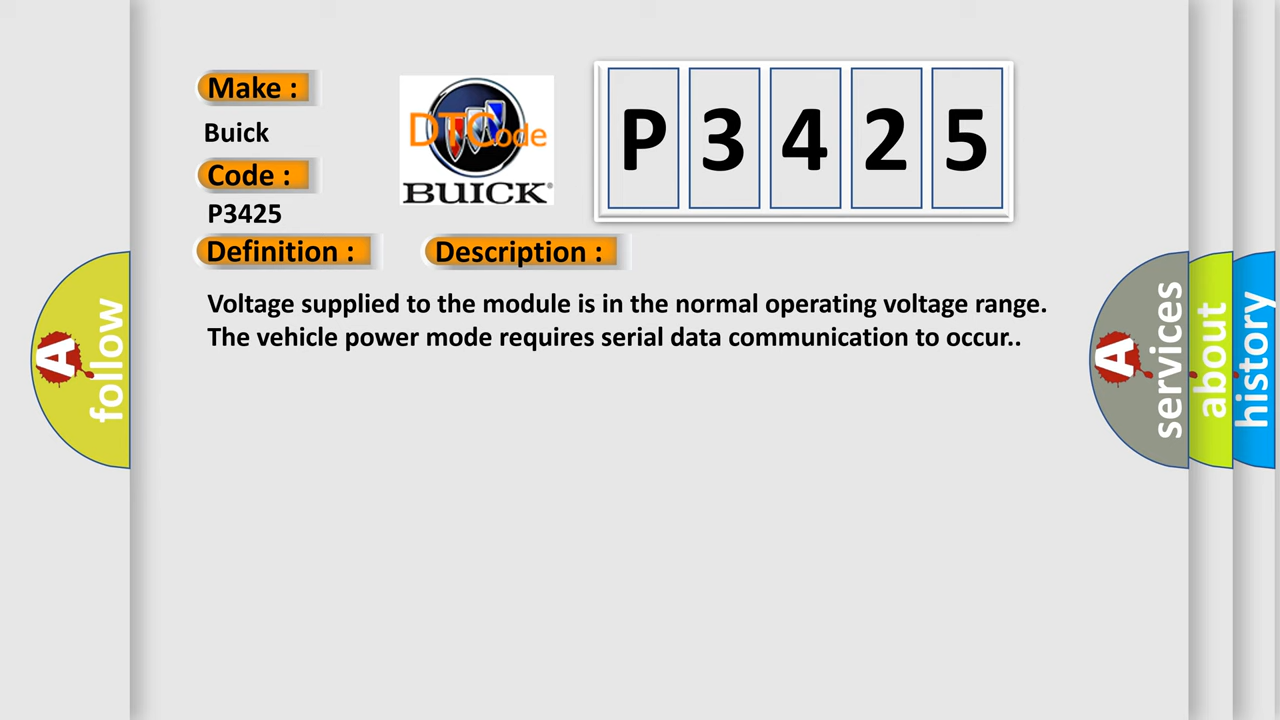 Make :
Buick
Code :
P3425
DTCode
BUICK
P 3 4 2 5
Definition :
Description :
Voltage supplied to the module is in the normal operating voltage range.
The vehicle power mode requires serial data communication to occur..
A follow
A services
about
history